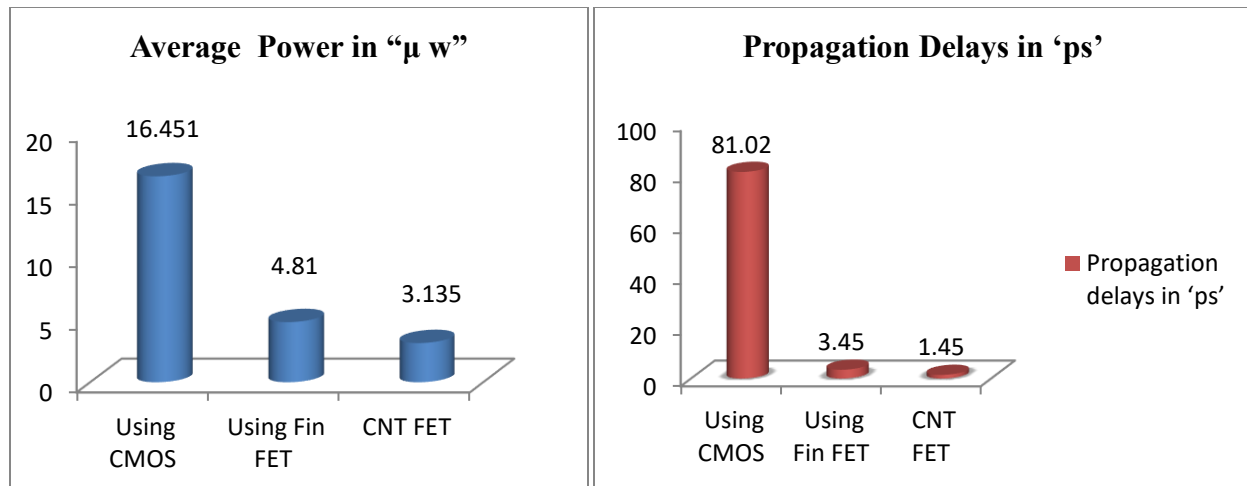 Average Power in “μ w”
20
15
10
5
0
16.451
4.81
3.135
Using
CMOS
Using Fin
FET
CNT FET
Propagation Delays in ‘ps’
100
80
60
40
20
0
81.02
3.45
1.45
Using
CMOS
Using
Fin FET
CNT
FET
Propagation
delays in ‘ps’